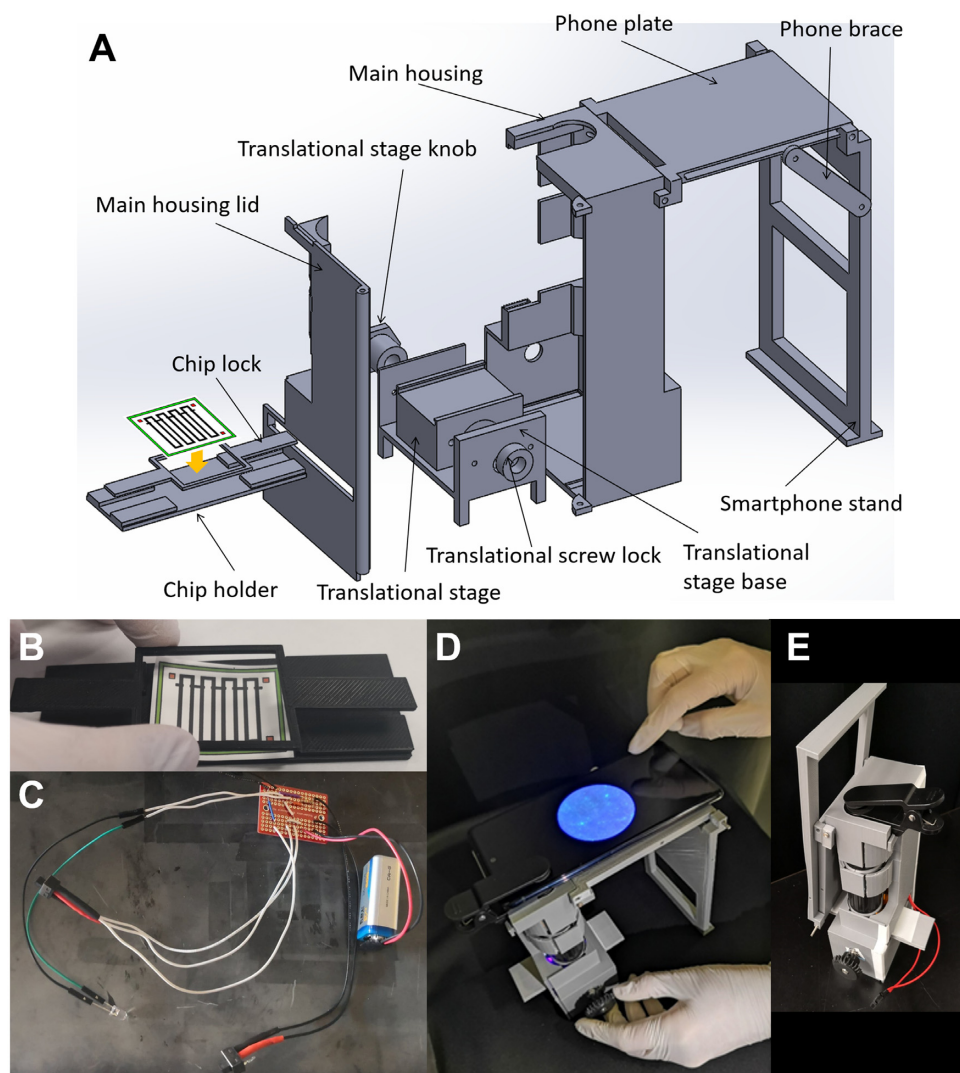 A
Phone plate
Phone brace
Main housing
Translational stage knob
Main housing lid
Chip lock
Smartphone stand
Translational screw lock
Translational
stage base
Translational stage
Chip holder
B
D
E
C